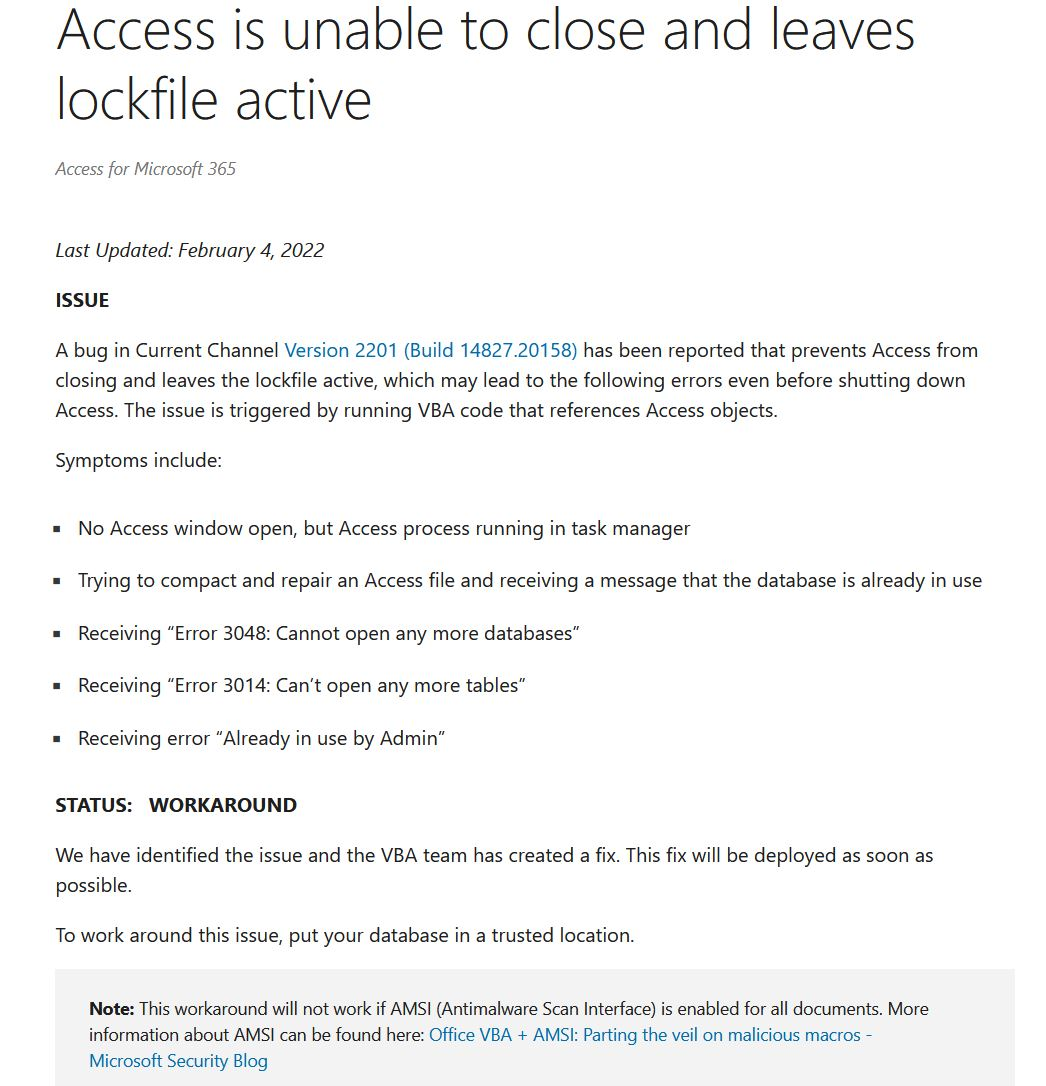 Access is unable to close and leaves
lockfile active
Access for Microsoft 365
Last Updated: February 4, 2022
ISSUE
A bug in Current Channel Version 2201 (Build 14827.20158) has been reported that prevents Access from
closing and leaves the lockfile active, which may lead to the following errors even before shutting down
Access. The issue is triggered by running VBA code that references Access objects.
Symptoms include:
▪ No Access window open, but Access process running in task manager
▪ Trying to compact and repair an Access file and receiving a message that the database is already in use
▪ Receiving “Error 3048: Cannot open any more databases”
▪ Receiving “Error 3014: Can’t open any more tables”
▪ Receiving error “Already in use by Admin”
STATUS: WORKAROUND
We have identified the issue and the VBA team has created a fix. This fix will be deployed as soon as
possible.
To work around this issue, put your database in a trusted location.
Note: This workaround will not work if AMSI (Antimalware Scan Interface) is enabled for all documents. More
information about AMSI can be found here: Office VBA + AMSI: Parting the veil on malicious macros -
Microsoft Security Blog